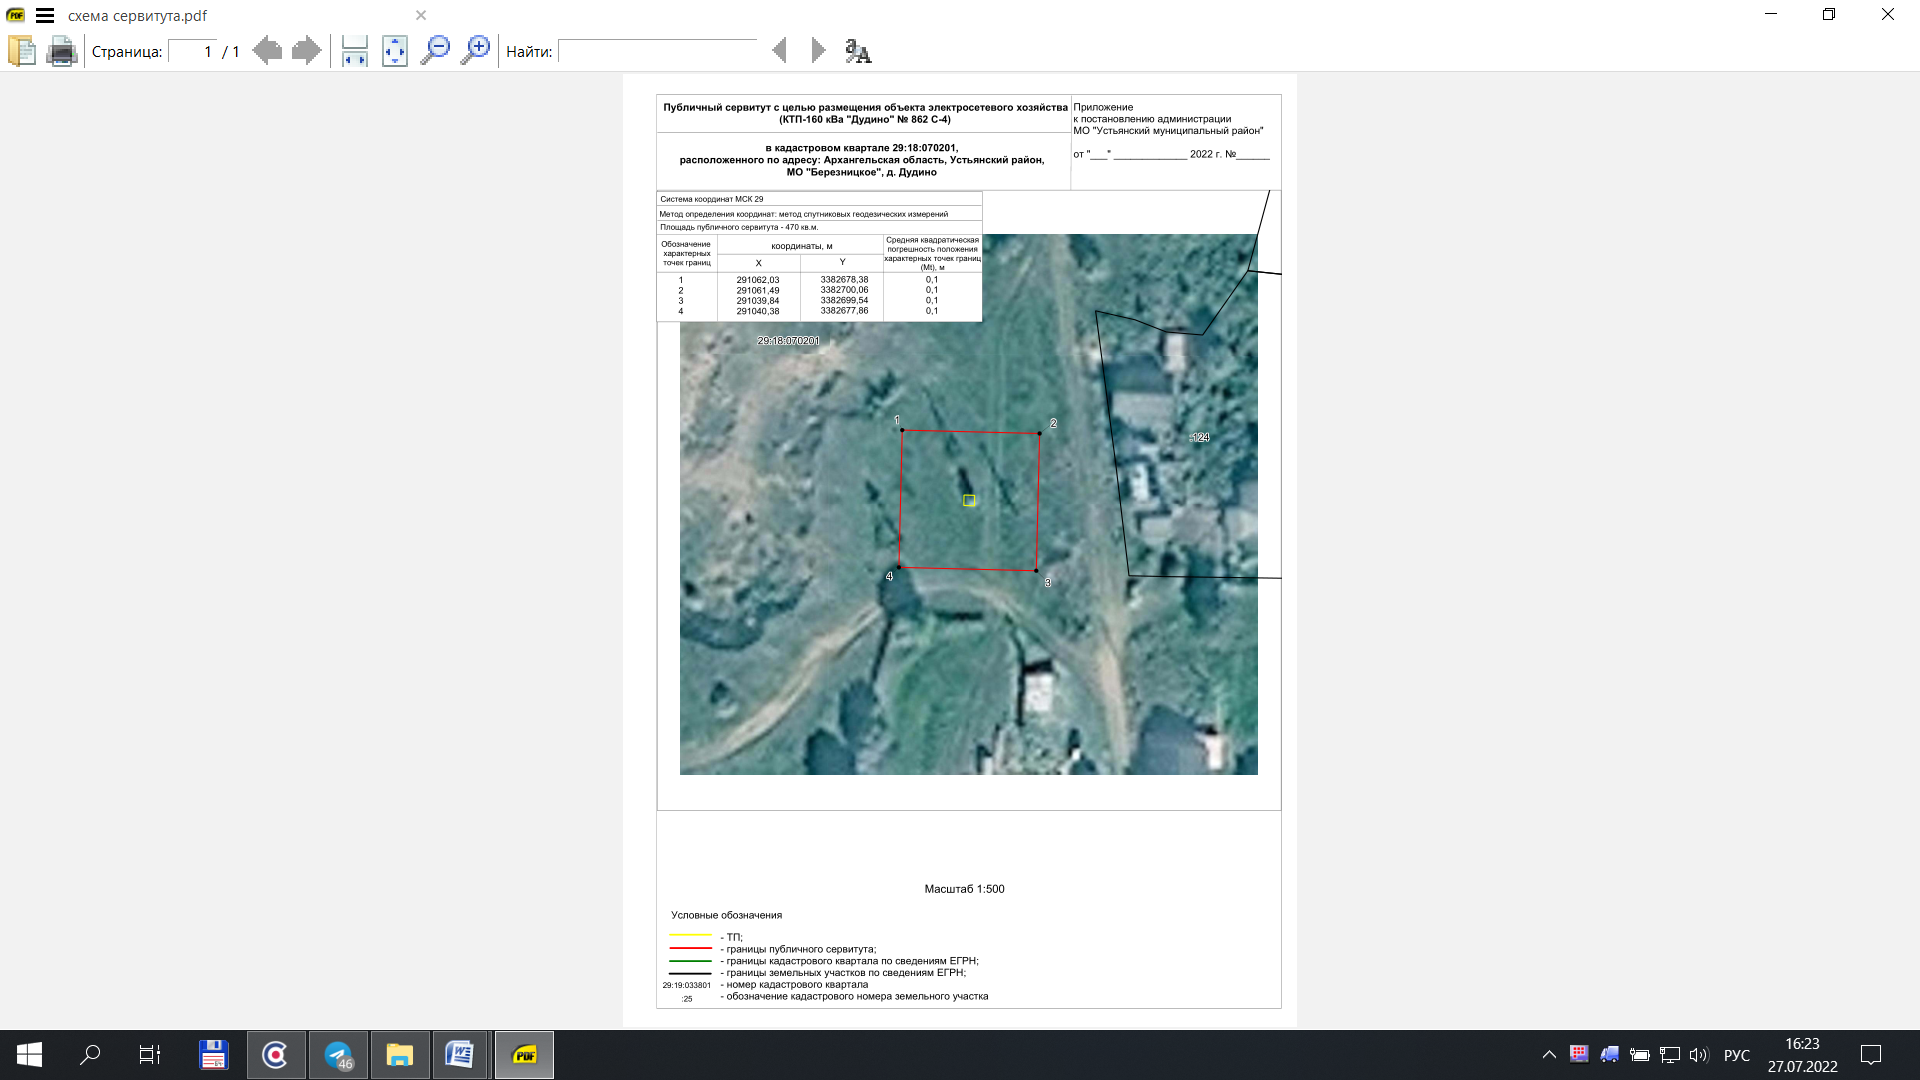 схема сервитута.pdf
Страница: 1 / 1 Найти:
Публичный сервитут с целью размещения объекта электросетевого хозяйства
(КТП-160 кВа "Дудино" № 862 С-4)
в кадастровом квартале 29:18:070201,
расположенного по адресу: Архангельская область, Устьянский район,
МО "Березницкое", д. Дудино
Приложение
к постановлению администрации
МО "Устьянский муниципальный район"
от "___" _____________ 2022 г. №______
Система координат МСК 29
Метод определения координат: метод спутниковых геодезических измерений
Площадь публичного сервитута - 470 кв.м.
Обозначение
характерных
точек границ
координаты, м
X Y
Средняя квадратическая
погрешность положения
характерных точек границ
(Mt), м
1 291062,03 3382678,38 0,1
2 291061,49 3382700,06 0,1
3 291039,84 3382699,54 0,1
4 291040,38 3382677,86 0,1
29:18:070201
1
2
:124
4
3
Масштаб 1:500
Условные обозначения
- ТП;
- границы публичного сервитута;
- границы кадастрового квартала по сведениям ЕГРН;
- границы земельных участков по сведениям ЕГРН;
29:19:033801 - номер кадастрового квартала
:25 - обозначение кадастрового номера земельного участка
46
PDF
РУС
16:23
27.07.2022